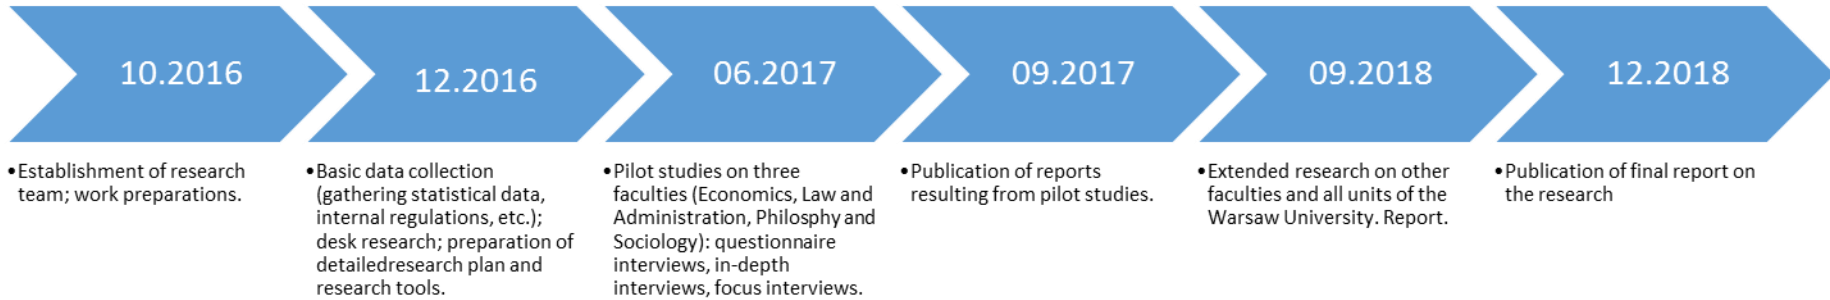 10.2016
•Establishment of research
team; work preparations.
12.2016
•Basic data collection
(gathering statistical data,
internal regulations, etc.);
desk research; preparation of
detailedresearch plan and
research tools.
06.2017
•Pilot studies on three
faculties (Economics, Law and
Administration, Philosphy and
Sociology): questionnaire
interviews, in-depth
interviews, focus interviews.
09.2017
•Publication of reports
resulting from pilot studies.
09.2018
•Extended research on other
faculties and all units of the
Warsaw University. Report.
12.2018
•Publication of final report on
the research